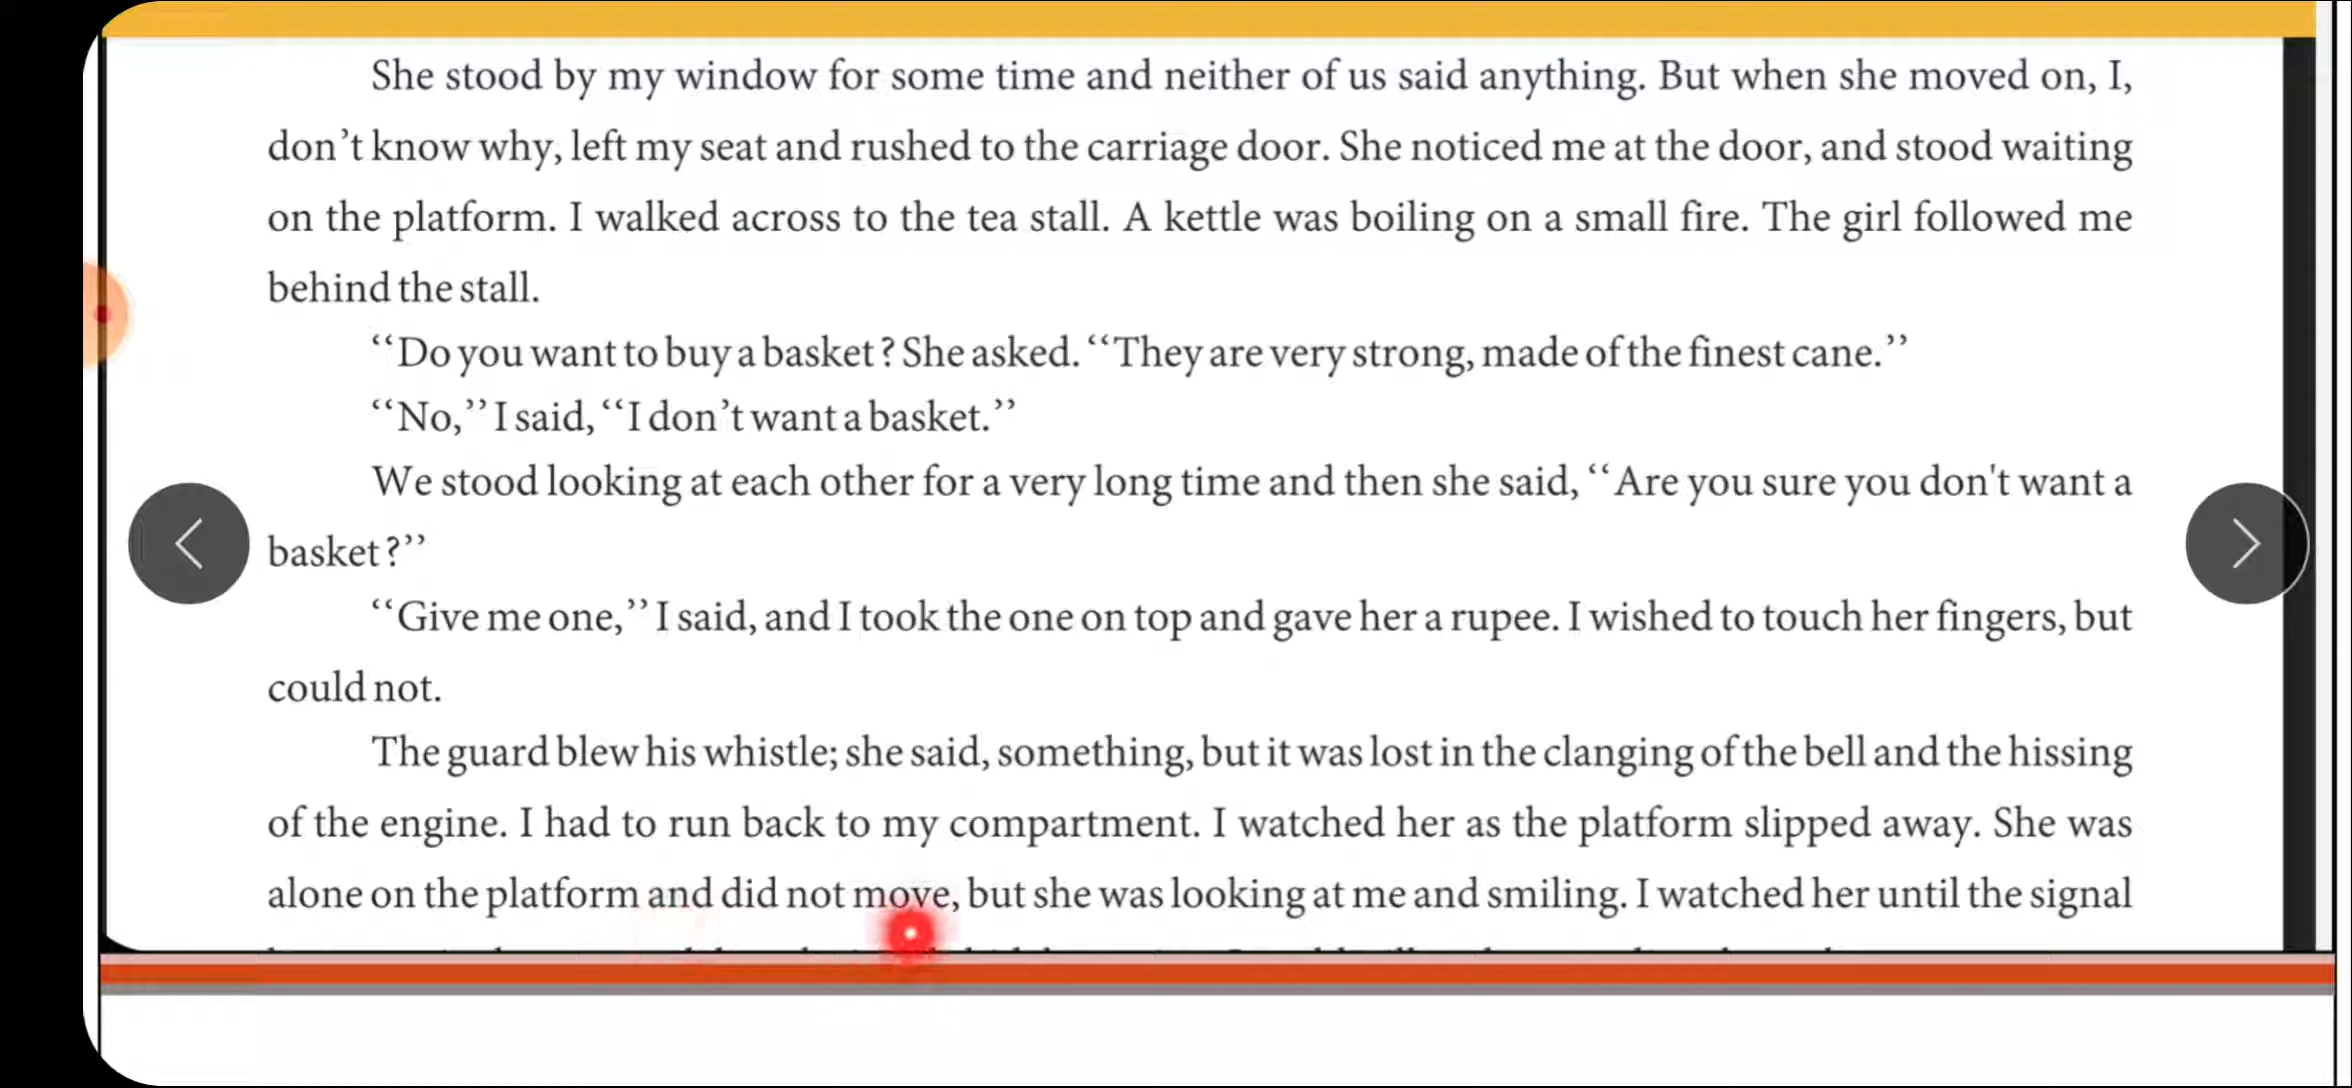 She stood by my window for some time and neither of us said anything. But when she moved on, I,
don’t know why, left my seat and rushed to the carriage door. She noticed me at the door, and stood waiting
on the platform. I walked across to the tea stall. A kettle was boiling on a small fire. The girl followed me
behind the stall.
‘‘Do you want to buy a basket ? She asked. ‘‘They are very strong, made of the finest cane.’’
‘‘No,’’ I said, ‘‘I don’t want a basket.’’
We stood looking at each other for a very long time and then she said, ‘‘Are you sure you don't want a
basket ?’’
‘‘Give me one,’’ I said, and I took the one on top and gave her a rupee. I wished to touch her fingers, but
could not.
The guard blew his whistle; she said, something, but it was lost in the clanging of the bell and the hissing
of the engine. I had to run back to my compartment. I watched her as the platform slipped away. She was
alone on the platform and did not move, but she was looking at me and smiling. I watched her until the signal